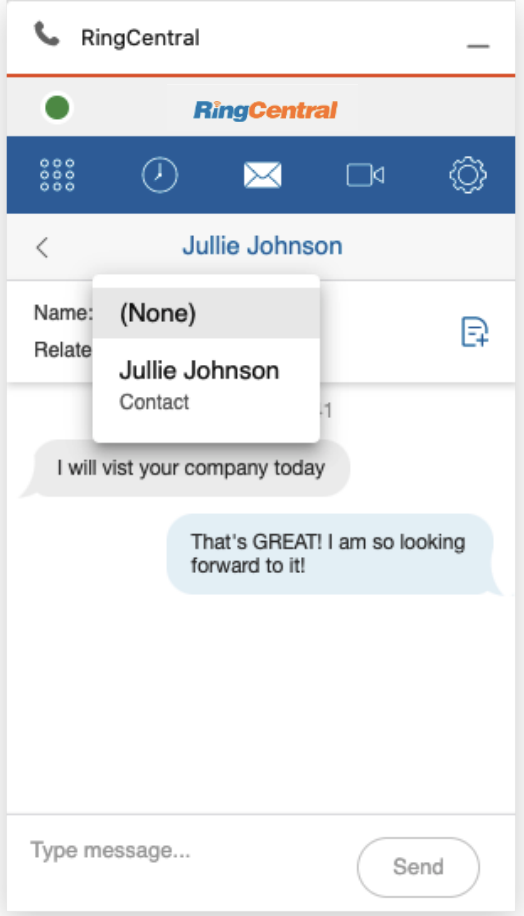 RingCentral
RingCentral
Jullie Johnson
Name:
(None)
Relate
Jullie Johnson
Contact
I will vist your company today
That's GREAT! I am so looking
forward to it!
Type message...
Send